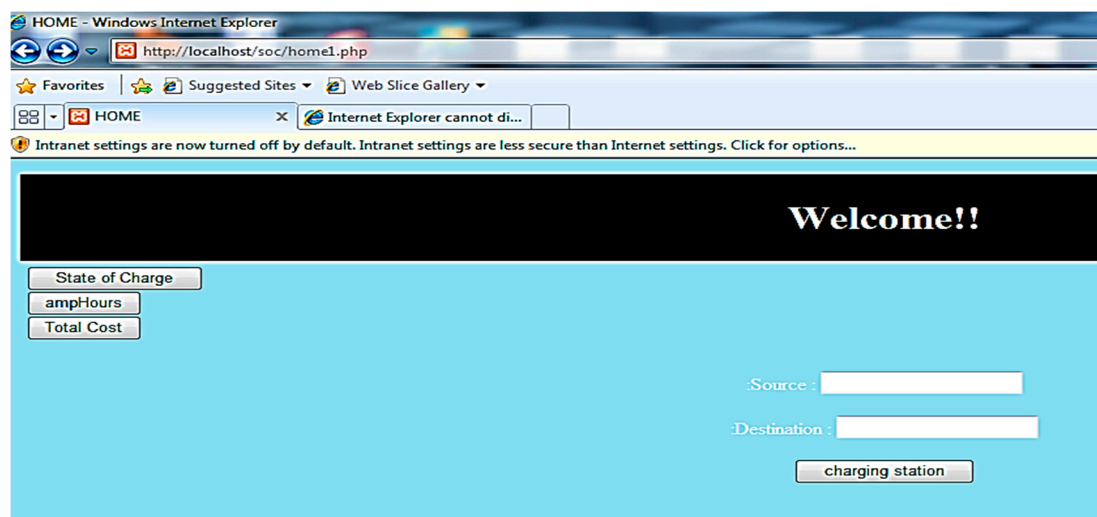 HOME - Windows Internet Explorer
http://localhost/soc/home1.php
Favorites Suggested Sites Web Slice Gallery
HOME X Internet Explorer cannot di...
Intranet settings are now turned off by default. Intranet settings are less secure than Internet settings. Click for options...
Welcome!!
State of Charge
ampHours
Total Cost
:Source :
:Destination :
charging station